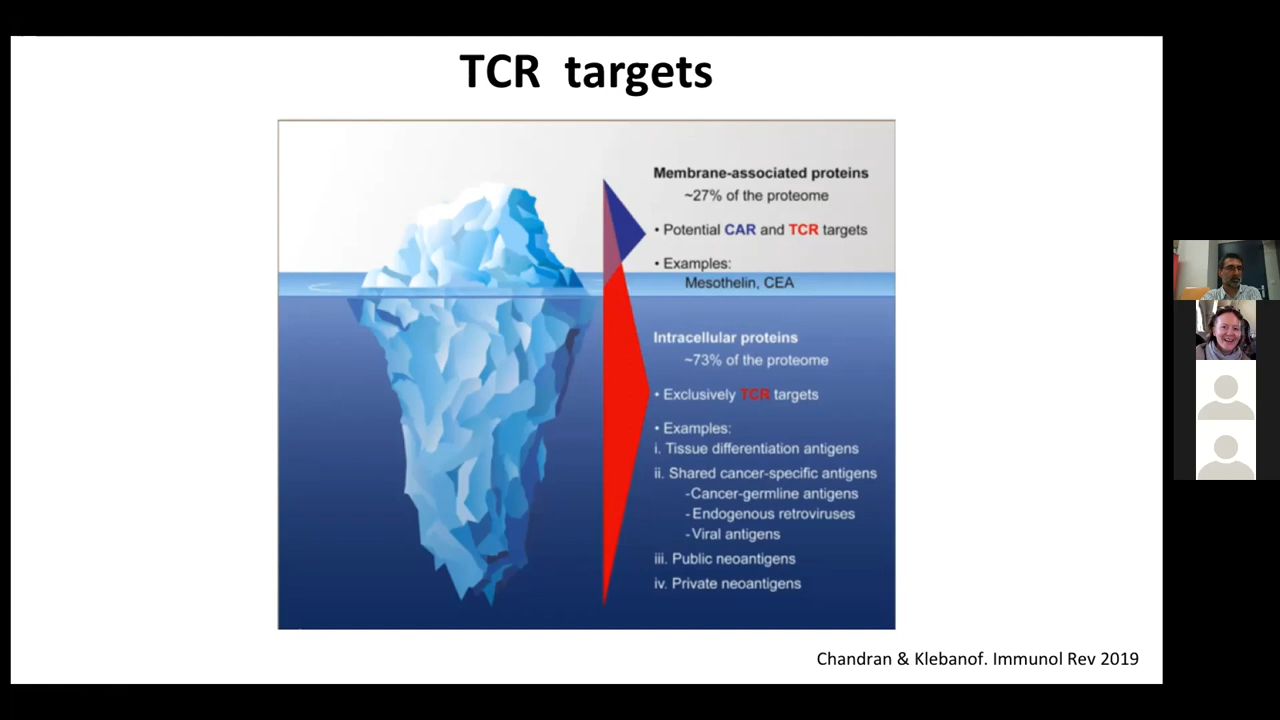 TCR targets
Membrane-associated proteins
~27% of the proteome
• Potential CAR and TCR targets
• Examples:
Mesothelin, CEA
Intracellular proteins
~73% of the proteome
• Exclusively TCR targets
• Examples:
i. Tissue differentiation antigens
ii. Shared cancer-specific antigens
-Cancer-germline antigens
-Endogenous retroviruses
-Viral antigens
iii. Public neoantigens
iv. Private neoantigens
Chandran & Klebanof. Immunol Rev 2019